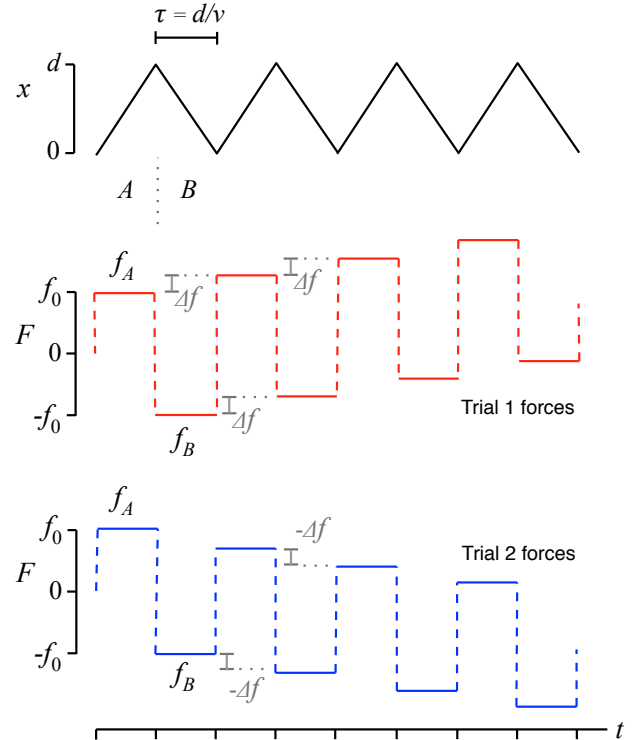 τ = d/v
d
x
0
A B
f_A
f_0
Δf
Δf
F 0
Δf
-f_0
f_B
Trial 1 forces
f_A
-Δf
f_0
Trial 2 forces
F
0
-f_0
f_B
-Δf
t